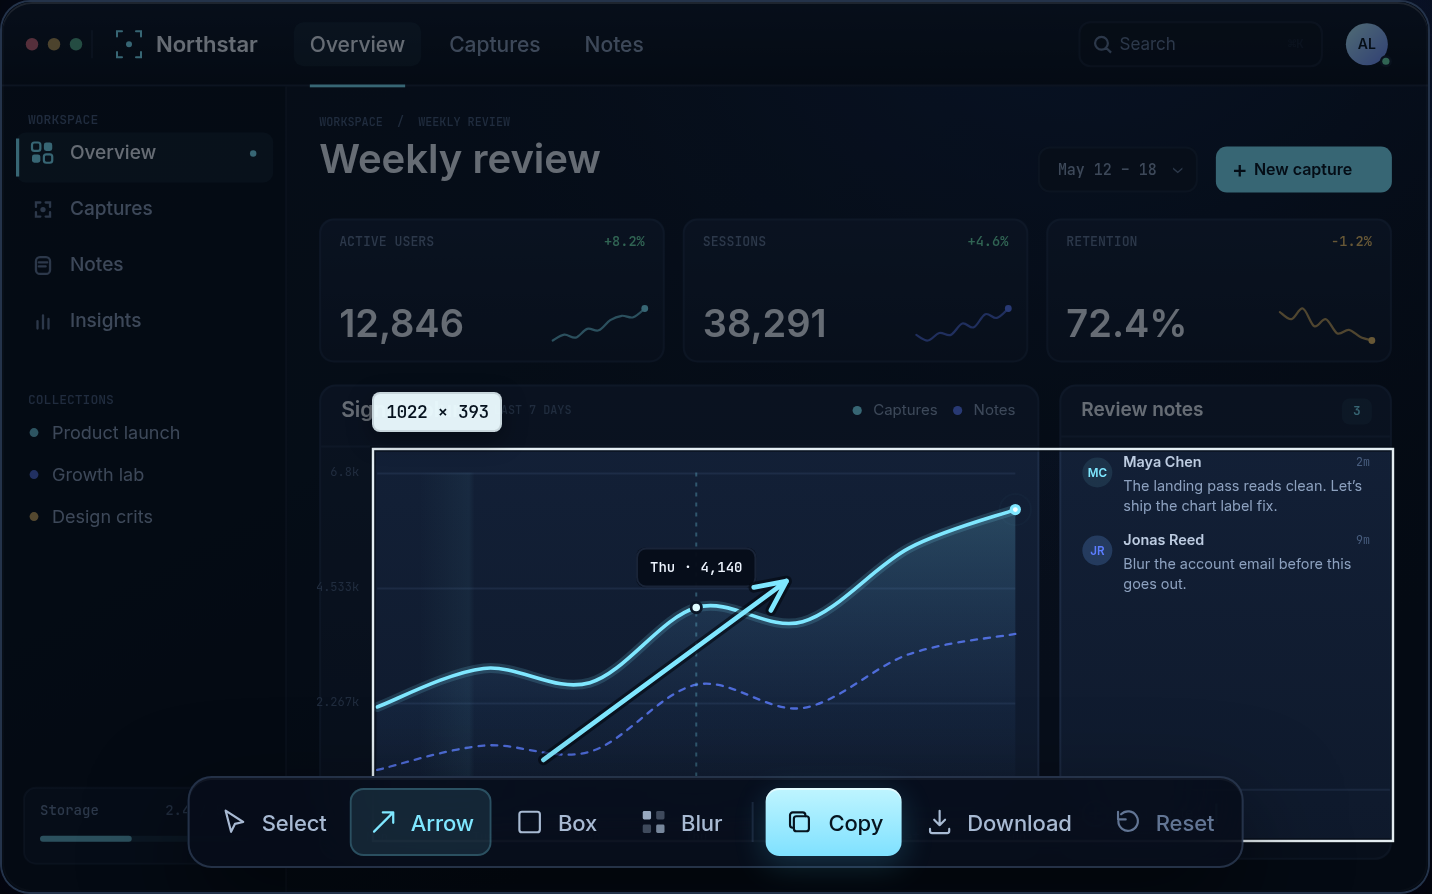 Northstar
Overview
Captures
Notes
Search
AL
WORKSPACE
Overview
Captures
Notes
Insights
COLLECTIONS
Product launch
Growth lab
Design crits
Storage
WORKSPACE / WEEKLY REVIEW
Weekly review
May 12 – 18
+ New capture
ACTIVE USERS +8.2%
12,846
SESSIONS +4.6%
38,291
RETENTION -1.2%
72.4%
1022 × 393
AST 7 DAYS
Captures
Notes
6.8k
4.533k
2.267k
Thu · 4,140
Review notes 3
MC
Maya Chen 2m
The landing pass reads clean. Let's
ship the chart label fix.
JR
Jonas Reed 9m
Blur the account email before this
goes out.
Select
Arrow
Box
Blur
Copy
Download
Reset